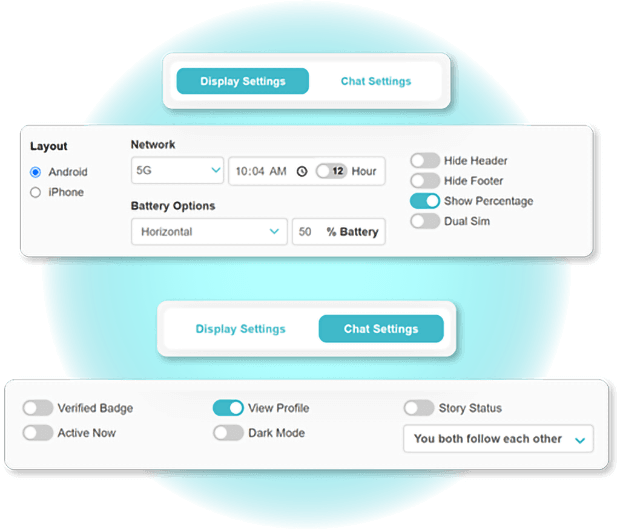 Display Settings Chat Settings
Layout
Android
iPhone
Network
5G 10:04 AM 12 Hour
Battery Options
Horizontal 50 % Battery
Hide Header
Hide Footer
Show Percentage
Dual Sim
Display Settings Chat Settings
Verified Badge View Profile Story Status
Active Now Dark Mode You both follow each other